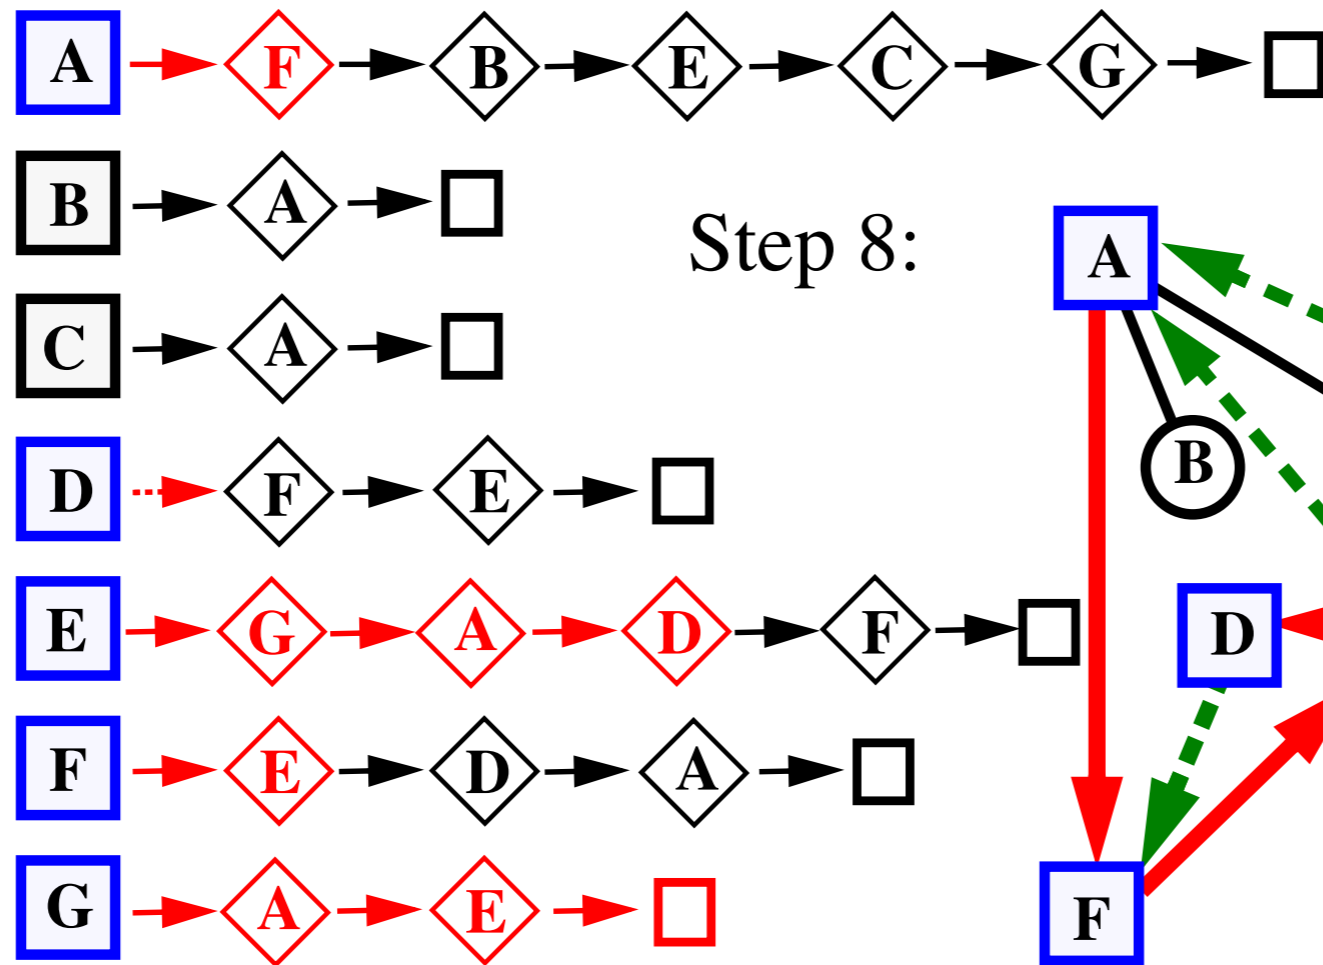 A F B E C G
B A
Step 8:
A
C A
B
D F E
E G A D F
D
F E D A
G A E
F